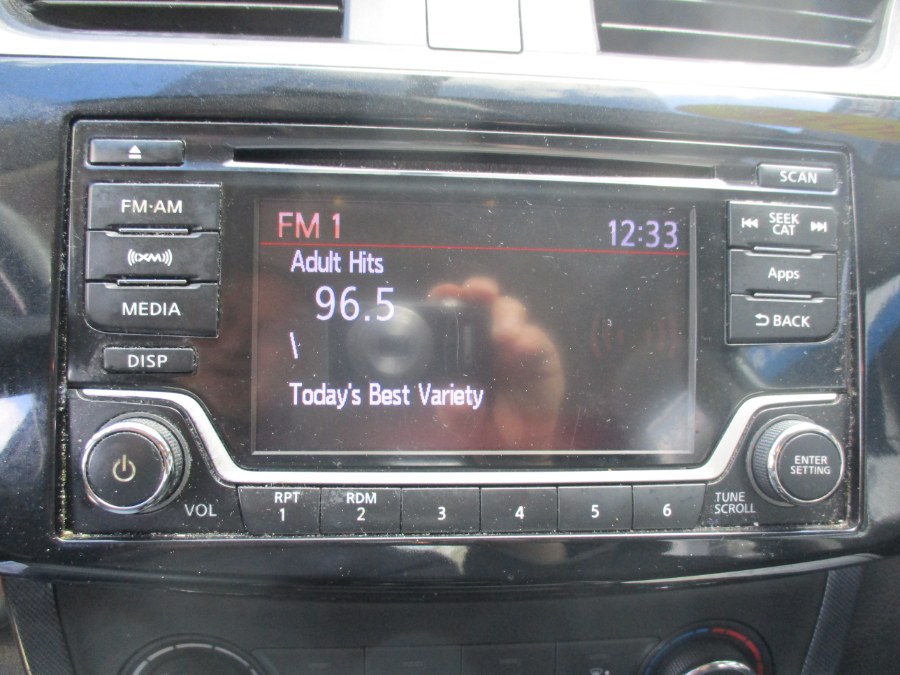 SCAN
FM·AM
((XM))
MEDIA
DISP
FM 1 12:33
Adult Hits
96.5
\
Today's Best Variety
SEEK
CAT
Apps
BACK
VOL
RPT
1
RDM
2
3
4
5
6
TUNE
SCROLL
ENTER
SETTING